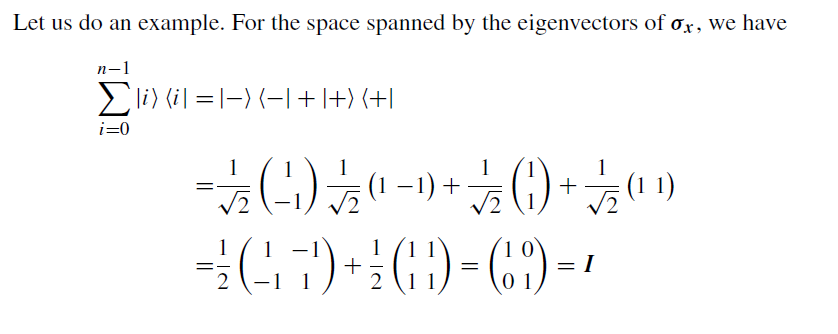 Let us do an example. For the space spanned by the eigenvectors of σₓ, we have
n−1
∑ |i⟩ ⟨i| = |−⟩ ⟨−| + |+⟩ ⟨+|
i=0
= 1/√2 (1 ; −1) 1/√2 (1 −1) + 1/√2 (1 ; 1) + 1/√2 (1 1)
= 1/2 (1 −1 ; −1 1) + 1/2 (1 1 ; 1 1) = (1 0 ; 0 1) = I